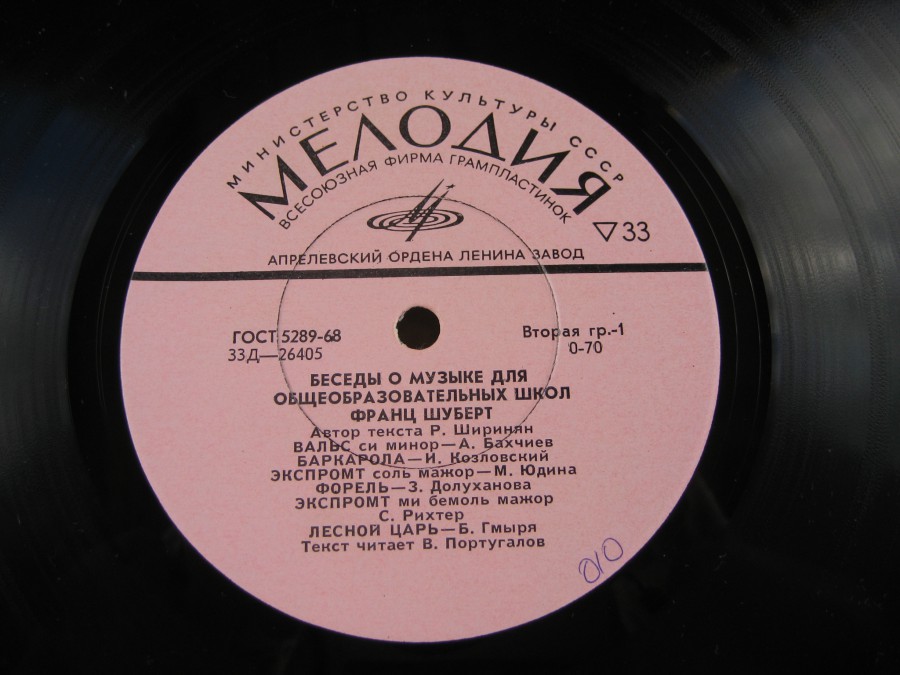 МИНИСТЕРСТВО КУЛЬТУРЫ СССР
МЕЛОДИЯ
ВСЕСОЮЗНАЯ ФИРМА ГРАМПЛАСТИНОК
▽33
АПРЕЛЕВСКИЙ ОРДЕНА ЛЕНИНА ЗАВОД
ГОСТ 5289-68
Вторая гр.-1
33Д—26405
0-70
БЕСЕДЫ О МУЗЫКЕ ДЛЯ
ОБЩЕОБРАЗОВАТЕЛЬНЫХ ШКОЛ
ФРАНЦ ШУБЕРТ
Автор текста Р. Ширинян
ВАЛЬС си минор—А. Бахчиев
БАРКАРОЛА—И. Козловский
ЭКСПРОМТ соль мажор—М. Юдина
ФОРЕЛЬ—З. Долуханова
ЭКСПРОМТ ми бемоль мажор
С. Рихтер
ЛЕСНОЙ ЦАРЬ—Б. Гмыря
Текст читает В. Португалов
010